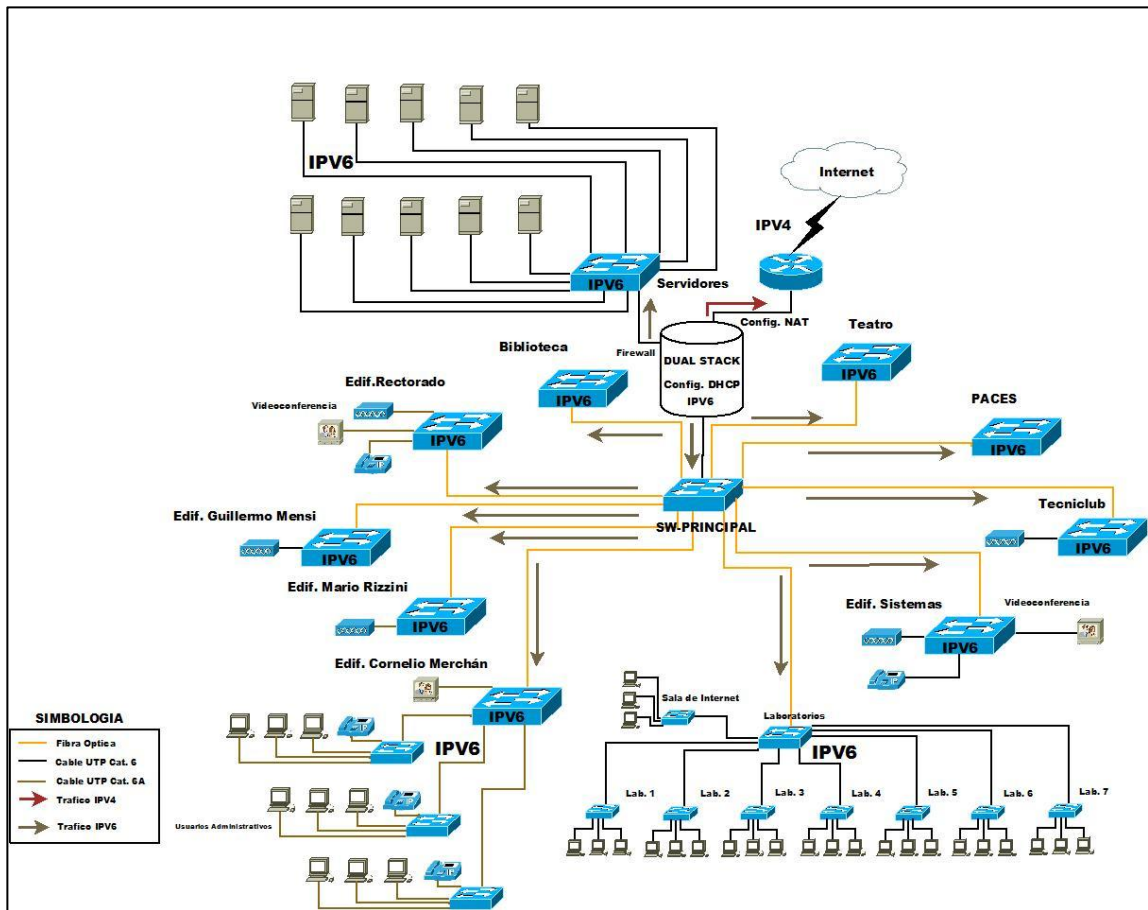 IPV6
Internet
IPV4
IPV6
Servidores
Config. NAT
Teatro
Biblioteca
Firewall
DUAL STACK
Config. DHCP
IPV6
IPV6
IPV6
Edif.Rectorado
Videoconferencia
IPV6
PACES
IPV6
SW-PRINCIPAL
Edif. Guillermo Mensi
IPV6
Tecniclub
IPV6
Edif. Mario Rizzini
IPV6
Edif. Sistemas
Videoconferencia
IPV6
Edif. Cornelio Merchán
IPV6
IPV6
Usuarios Administrativos
Sala de Internet
Laboratorios
IPV6
Lab. 1
Lab. 2
Lab. 3
Lab. 4
Lab. 5
Lab. 6
Lab. 7
SIMBOLOGIA
Fibra Optica
Cable UTP Cat. 6
Cable UTP Cat. 6A
Trafico IPV4
Trafico IPV6